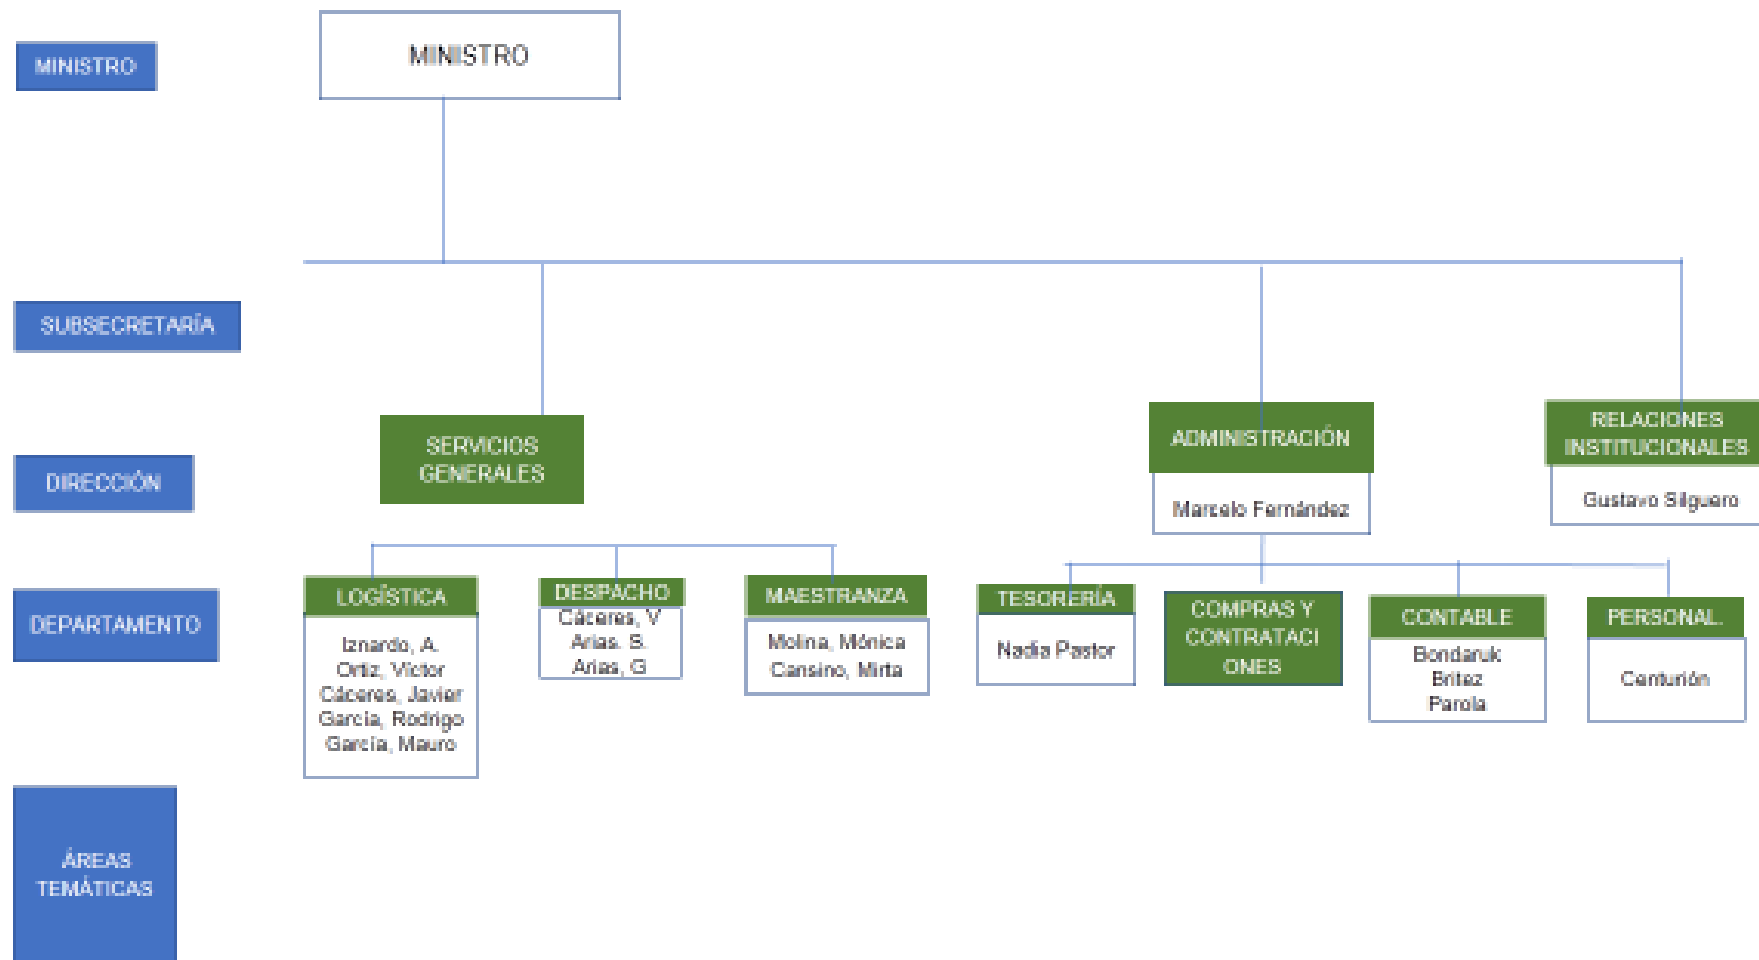 MINISTRO
MINISTRO
SUBSECRETARÍA
DIRECCIÓN
SERVICIOS
GENERALES
ADMINISTRACIÓN
Marcelo Fernández
RELACIONES
INSTITUCIONALES
Gustavo Silguero
DEPARTAMENTO
LOGÍSTICA
Iznardo, A.
Ortiz, Víctor
Cáceres, Javier
García, Rodrigo
García, Mauro
DESPACHO
Cáceres, V
Arias. S.
Arias, G
MAESTRANZA
Molina, Mónica
Cansino, Mirta
TESORERÍA
Nadia Pastor
COMPRAS Y
CONTRATACI
ONES
CONTABLE
Bondaruk
Britez
Parola
PERSONAL.
Centurión
ÁREAS
TEMÁTICAS